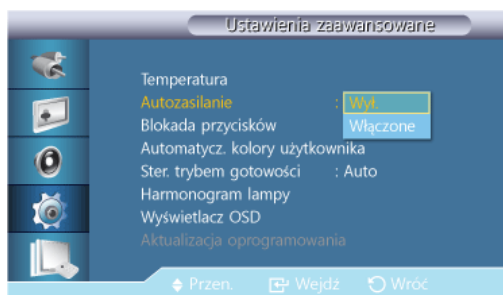 Ustawienia zaawansowane
Temperatura
Autozasilanie : Wył.
Włączone
Blokada przycisków
Automatycz. kolory użytkownika
Ster. trybem gotowości : Auto
Harmonogram lampy
Wyświetlacz OSD
Aktualizacja oprogramowania
Przen. Wejdź Wróć